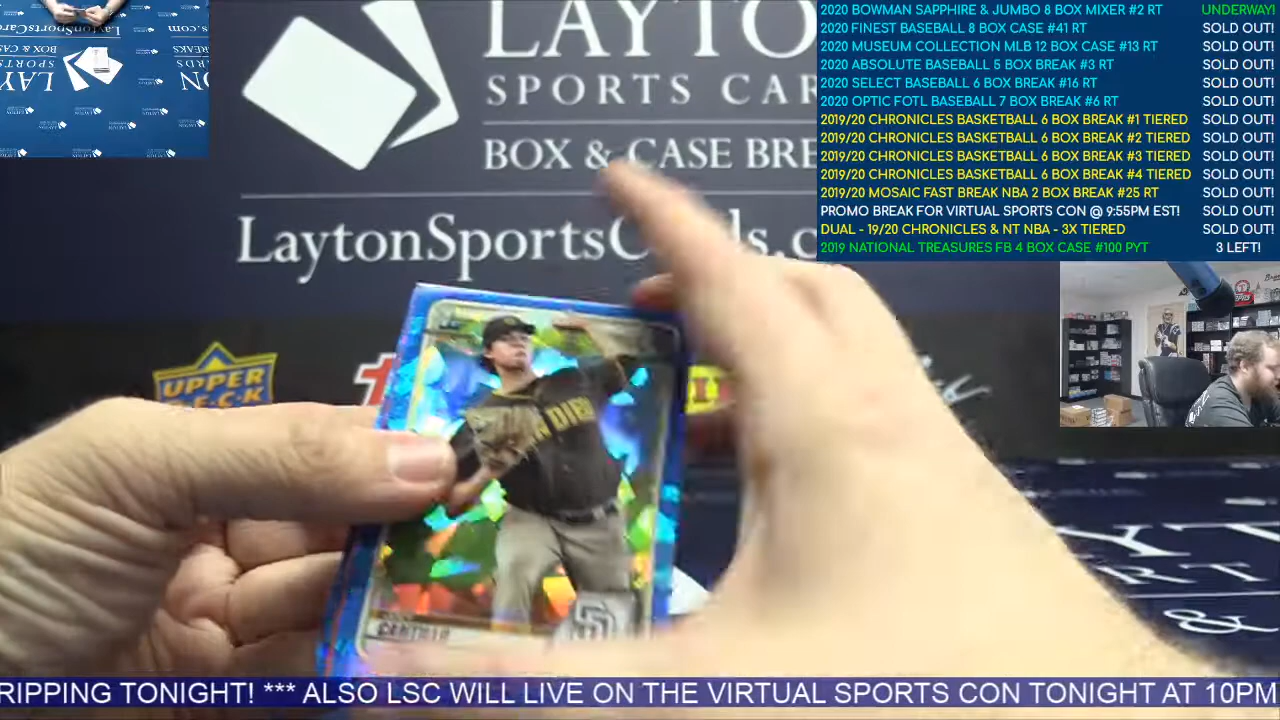 2020 BOWMAN SAPPHIRE & JUMBO 8 BOX MIXER #2 RT UNDERWAY!
2020 FINEST BASEBALL 8 BOX CASE #41 RT SOLD OUT!
2020 MUSEUM COLLECTION MLB 12 BOX CASE #13 RT SOLD OUT!
2020 ABSOLUTE BASEBALL 5 BOX BREAK #3 RT SOLD OUT!
2020 SELECT BASEBALL 6 BOX BREAK #16 RT SOLD OUT!
2020 OPTIC FOTL BASEBALL 7 BOX BREAK #6 RT SOLD OUT!
2019/20 CHRONICLES BASKETBALL 6 BOX BREAK #1 TIERED SOLD OUT!
2019/20 CHRONICLES BASKETBALL 6 BOX BREAK #2 TIERED SOLD OUT!
2019/20 CHRONICLES BASKETBALL 6 BOX BREAK #3 TIERED SOLD OUT!
2019/20 CHRONICLES BASKETBALL 6 BOX BREAK #4 TIERED SOLD OUT!
2019/20 MOSAIC FAST BREAK NBA 2 BOX BREAK #25 RT SOLD OUT!
PROMO BREAK FOR VIRTUAL SPORTS CON @ 9:55PM EST! SOLD OUT!
DUAL - 19/20 CHRONICLES & NT NBA - 3X TIERED SOLD OUT!
2019 NATIONAL TREASURES FB 4 BOX CASE #100 PYT 3 LEFT!
LAYTO
SPORTS CAR
BOX & CASE BRE
LaytonSportsC ds.c
UPPER
RIPPING TONIGHT! *** ALSO LSC WILL LIVE ON THE VIRTUAL SPORTS CON TONIGHT AT 10PM